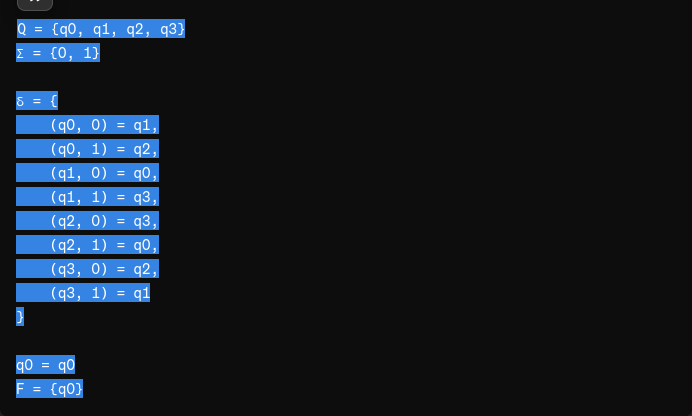 Q = {q0, q1, q2, q3}
Σ = {0, 1}
δ = {
(q0, 0) = q1,
(q0, 1) = q2,
(q1, 0) = q0,
(q1, 1) = q3,
(q2, 0) = q3,
(q2, 1) = q0,
(q3, 0) = q2,
(q3, 1) = q1
}
q0 = q0
F = {q0}